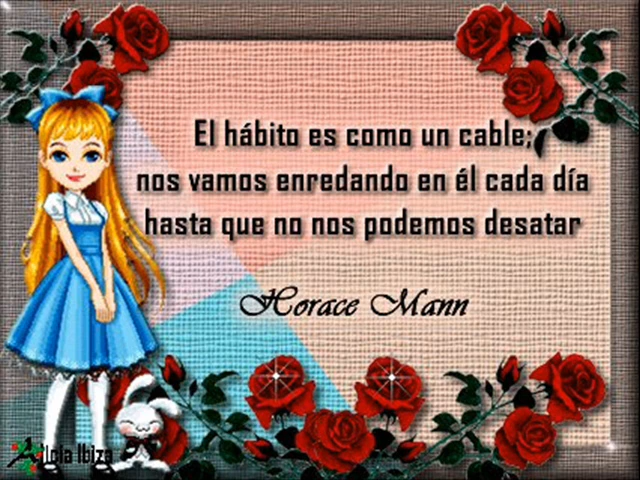 El hábito es como un cable;
nos vamos enredando en él cada día
hasta que no nos podemos desatar
Horace Mann
Ibiza